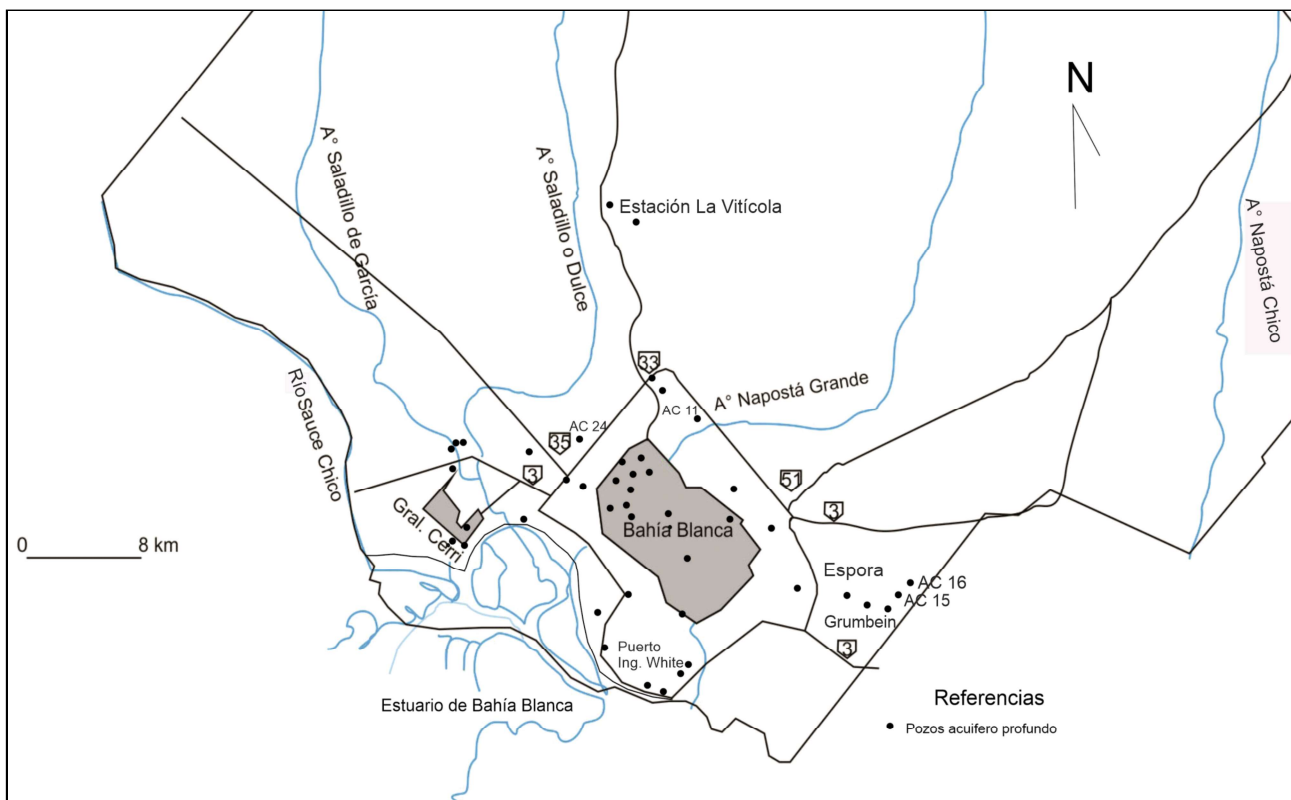 N
A° Saladillo de García
A° Saladillo o Dulce
Estación La Vitícola
A° Napostá Chico
33
A° Napostá Grande
AC 11
Río Sauce Chico
AC 24
35
3
51
3
Gral. Cerri
Bahía Blanca
0 8 km
Espora
AC 16
AC 15
Grumbein
3
Puerto
Ing. White
Referencias
Estuario de Bahía Blanca
Pozos acuifero profundo